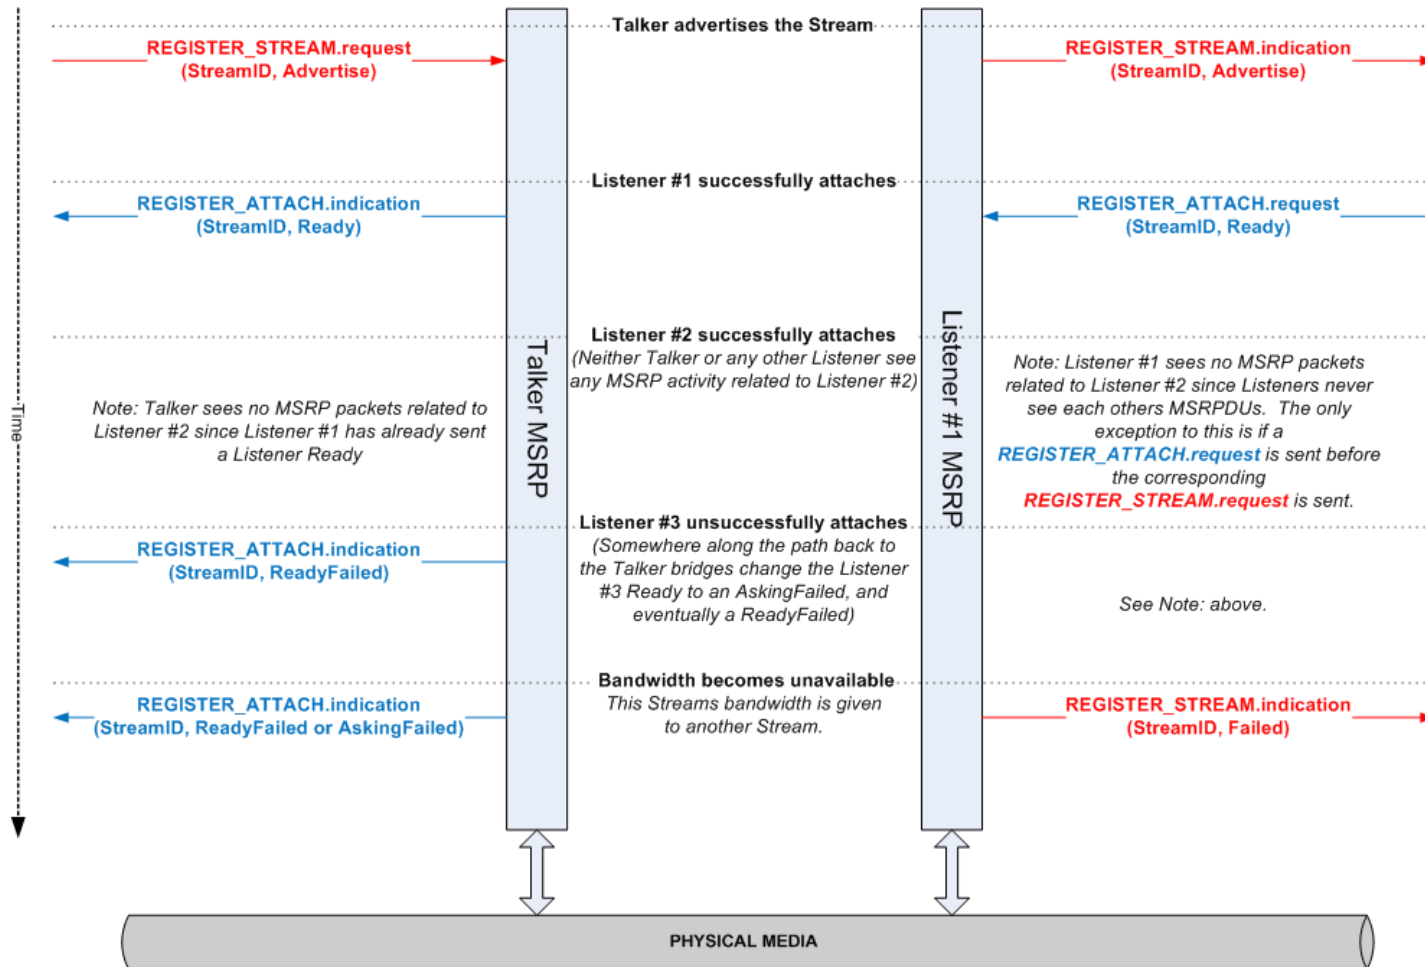 Talker advertises the Stream
REGISTER_STREAM.request
(StreamID, Advertise)
REGISTER_STREAM.indication
(StreamID, Advertise)
Listener #1 successfully attaches
REGISTER_ATTACH.indication
(StreamID, Ready)
REGISTER_ATTACH.request
(StreamID, Ready)
Time
Talker MSRP
Listener #1 MSRP
Listener #2 successfully attaches
(Neither Talker or any other Listener see
any MSRP activity related to Listener #2)
Note: Talker sees no MSRP packets related to
Listener #2 since Listener #1 has already sent
a Listener Ready
Note: Listener #1 sees no MSRP packets
related to Listener #2 since Listeners never
see each others MSRPDUs. The only
exception to this is if a
REGISTER_ATTACH.request is sent before
the corresponding
REGISTER_STREAM.request is sent.
Listener #3 unsuccessfully attaches
(Somewhere along the path back to
the Talker bridges change the Listener
#3 Ready to an AskingFailed, and
eventually a ReadyFailed)
REGISTER_ATTACH.indication
(StreamID, ReadyFailed)
See Note: above.
Bandwidth becomes unavailable
This Streams bandwidth is given
to another Stream.
REGISTER_ATTACH.indication
(StreamID, ReadyFailed or AskingFailed)
REGISTER_STREAM.indication
(StreamID, Failed)
PHYSICAL MEDIA